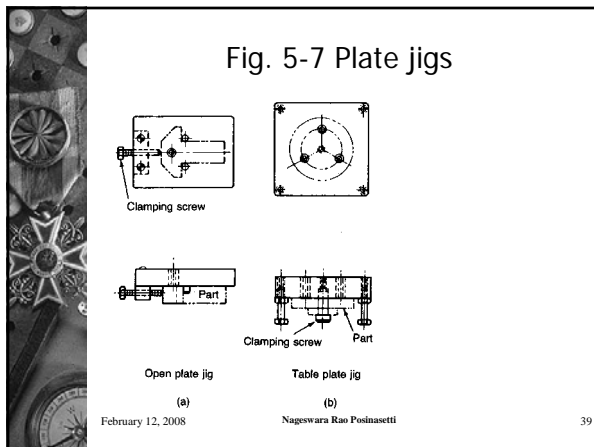 Fig. 5-7 Plate jigs
Clamping screw
Part
Clamping screw
Part
Open plate jig
Table plate jig
(a)
(b)
February 12, 2008
Nageswara Rao Posinasetti
39